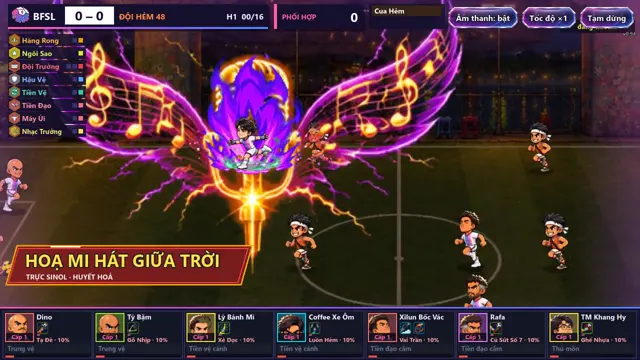 BFSL 0 – 0 ĐỘI HẺM 48 H1 00/16 PHỐI HỢP 0 Cua Hẻm Âm thanh: bật Tốc độ ×1 Tạm dừng
Hàng Rong
Ngôi Sao
Đội Trưởng
Hậu Vệ
Tiền Vệ
Tiền Đạo
Máy Ủi
Nhạc Trưởng
HOẠ MI HÁT GIỮA TRỜI
TRỰC SINOL · HUYẾT HOẢ
Dino Tỷ Bậm Lý Bánh Mì Coffee Xe Ôm Xilun Bốc Vác Rafa TM Khang Hy
Cấp 1 Tạ Đè · 10% Cấp 1 Gõ Nhịp · 10% Cấp 1 Xé Dọc · 10% Cấp 1 Luồn Hẻm · 10% Cấp 1 Vai Trần · 10% Cấp 1 Cú Sút Số 7 · 10% Cấp 1 Ghế Nhựa · 10%
Trung vệ Trung vệ Tiền vệ cánh Tiền vệ cánh Tiền đạo cắm Tiền đạo cắm Thủ môn